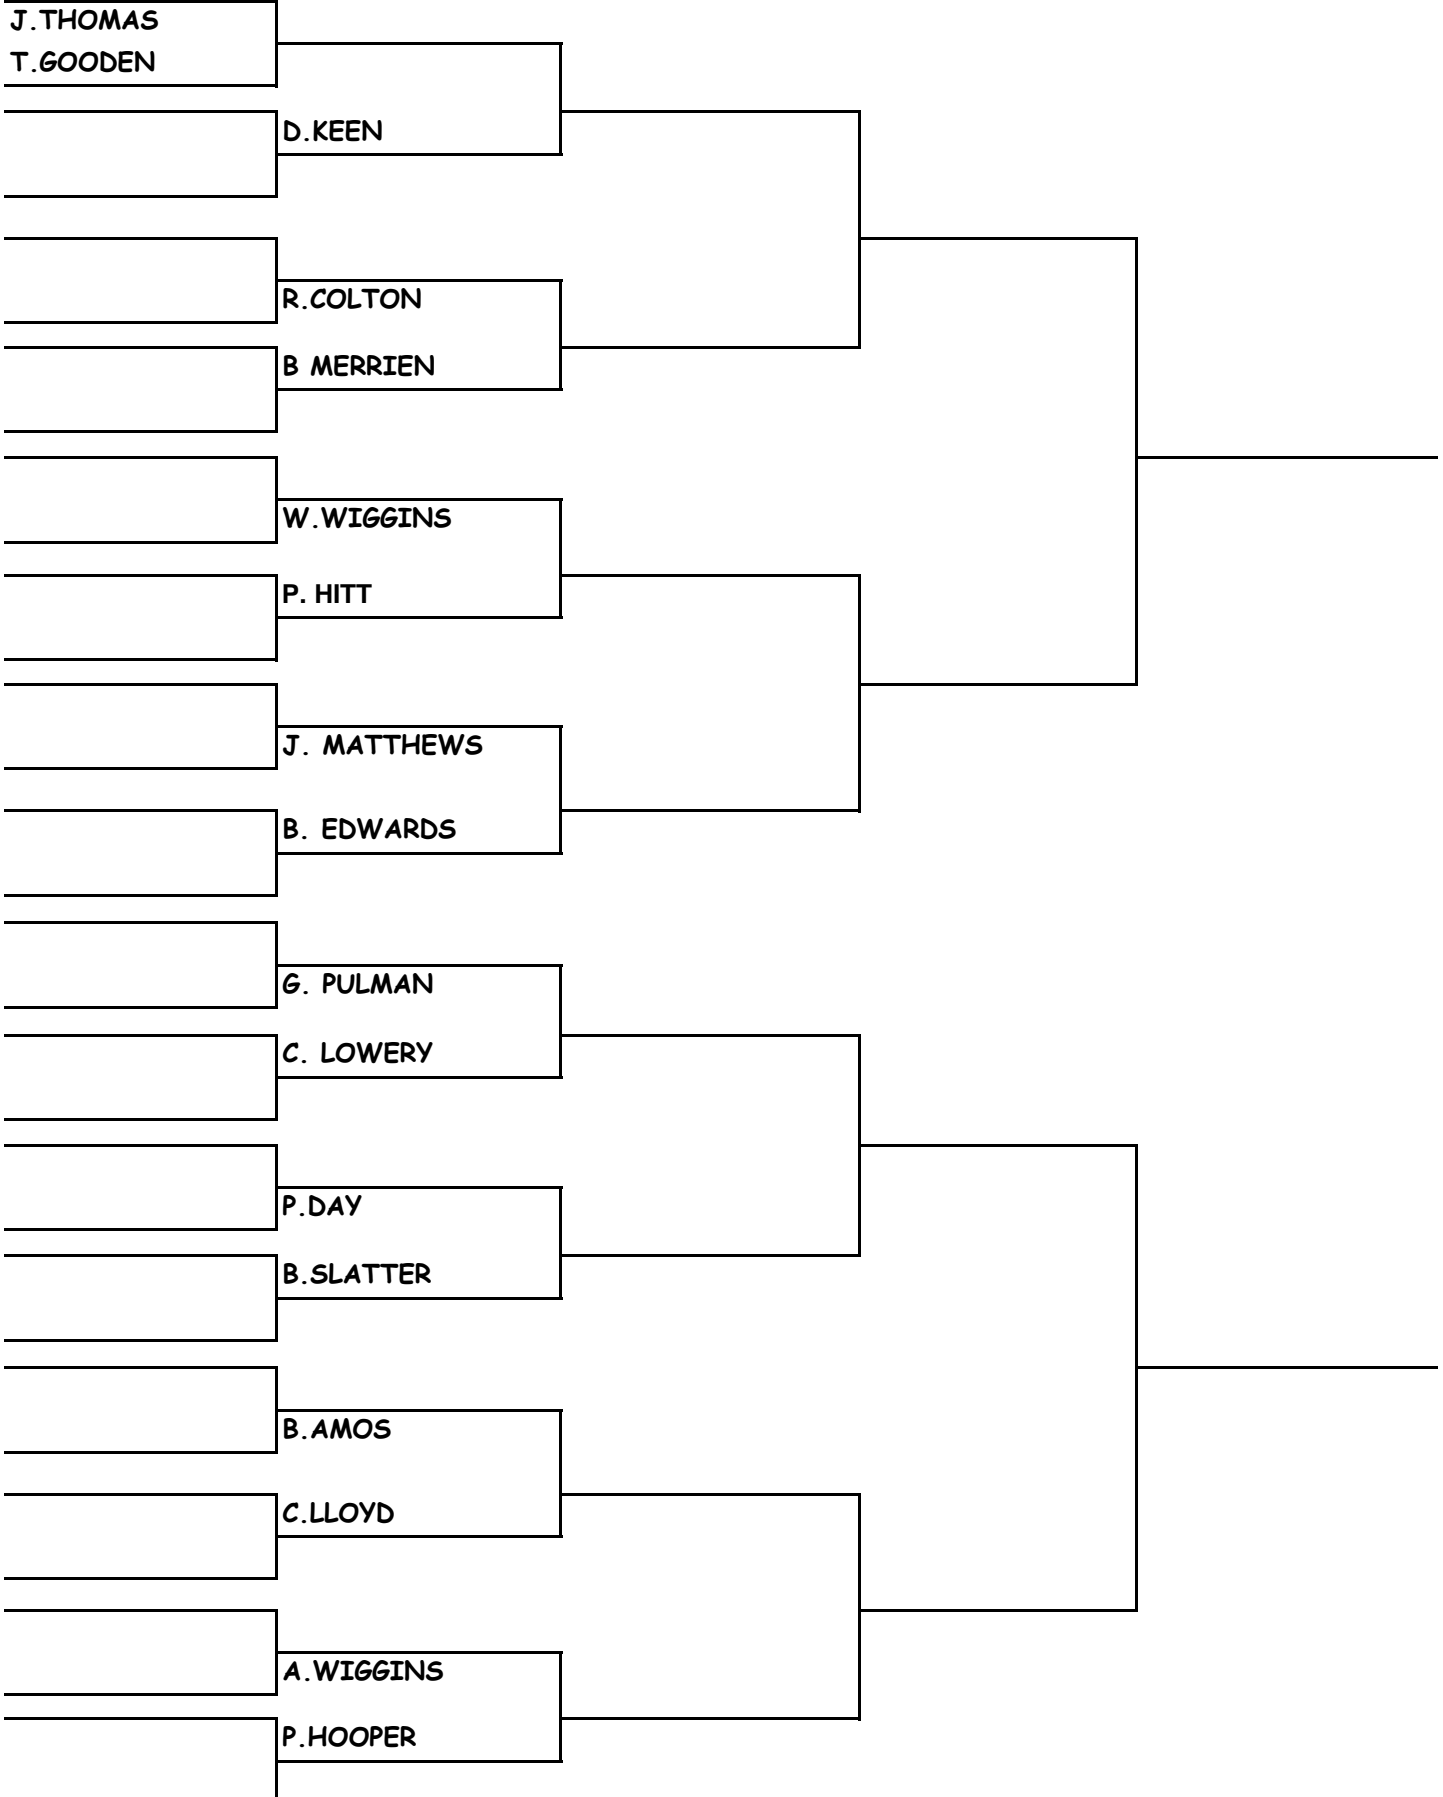 J.THOMAS
T.GOODEN
D.KEEN
R.COLTON
B MERRIEN
W.WIGGINS
P. HITT
J. MATTHEWS
B. EDWARDS
G. PULMAN
C. LOWERY
P.DAY
B.SLATTER
B.AMOS
C.LLOYD
A.WIGGINS
P.HOOPER